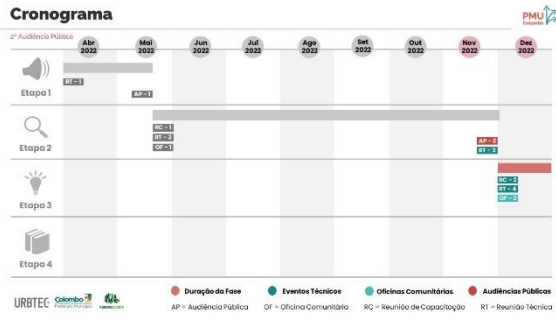 Cronograma
PMU
Colombo
2ª Audiência Pública
Abr 2022
Mai 2022
Jun 2022
Jul 2022
Ago 2022
Set 2022
Out 2022
Nov 2022
Dez 2022
RT - 1
AP - 1
Etapa 1
RC - 1
RT - 2
OF - 1
AP - 2
RT - 3
Etapa 2
RC - 2
RT - 4
OF - 2
Etapa 3
Etapa 4
URBTEC
Colombo
Duração da Fase
Eventos Técnicos
Oficinas Comunitárias
Audiências Públicas
AP = Audiência Pública
OF = Oficina Comunitária
RC = Reunião de Capacitação
RT = Reunião Técnica